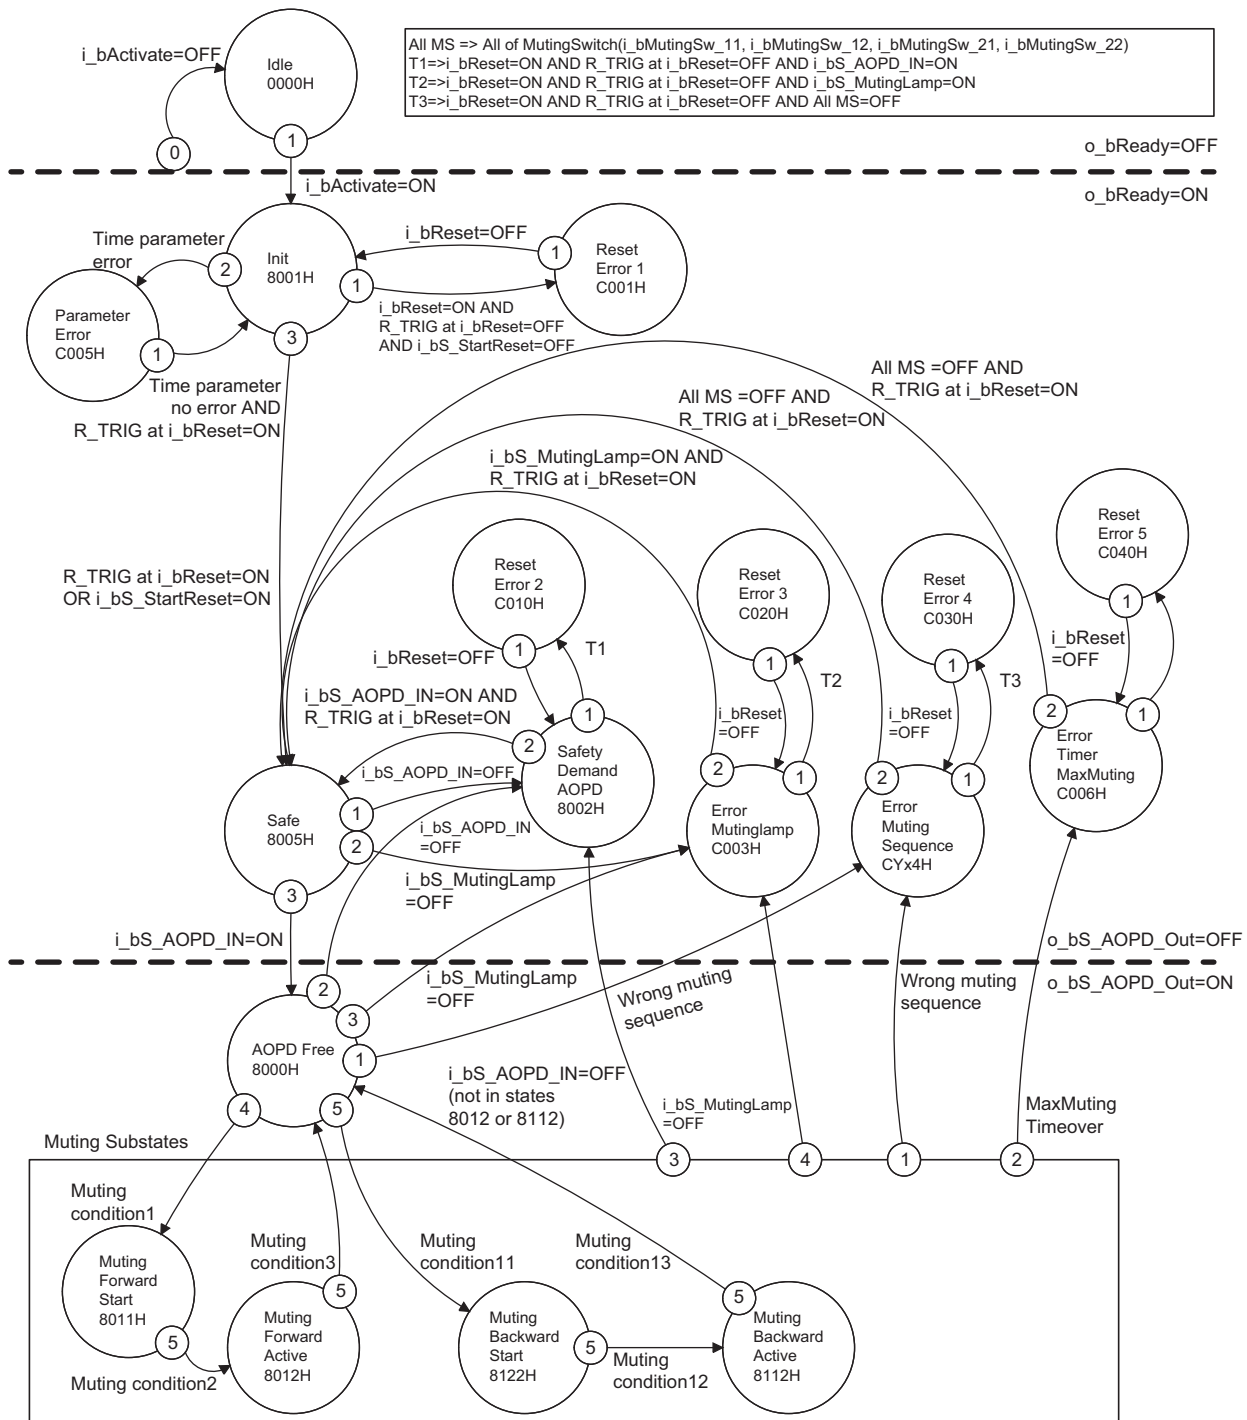 All MS => All of MutingSwitch(i_bMutingSw_11, i_bMutingSw_12, i_bMutingSw_21, i_bMutingSw_22)
T1=>i_bReset=ON AND R_TRIG at i_bReset=OFF AND i_bS_AOPD_IN=ON
T2=>i_bReset=ON AND R_TRIG at i_bReset=OFF AND i_bS_MutingLamp=ON
T3=>i_bReset=ON AND R_TRIG at i_bReset=OFF AND All MS=OFF
i_bActivate=OFF
Idle
0000H
0
1
o_bReady=OFF
i_bActivate=ON
o_bReady=ON
Time parameter
error
2
Init
8001H
1
3
i_bReset=OFF
1
Reset
Error 1
C001H
i_bReset=ON AND
R_TRIG at i_bReset=OFF
AND i_bS_StartReset=OFF
Parameter
Error
C005H
1
Time parameter
no error AND
R_TRIG at i_bReset=ON
All MS =OFF AND
R_TRIG at i_bReset=ON
All MS =OFF AND
R_TRIG at i_bReset=ON
i_bS_MutingLamp=ON AND
R_TRIG at i_bReset=ON
R_TRIG at i_bReset=ON
OR i_bS_StartReset=ON
Reset
Error 2
C010H
1
Reset
Error 3
C020H
1
Reset
Error 4
C030H
1
Reset
Error 5
C040H
1
i_bReset=OFF
T1
i_bReset
=OFF
T2
i_bReset
=OFF
T3
i_bReset
=OFF
i_bS_AOPD_IN=ON AND
R_TRIG at i_bReset=ON
2
1
Safety
Demand
AOPD
8002H
2
1
Error
Mutinglamp
C003H
2
1
Error
Muting
Sequence
CYx4H
2
1
Error
Timer
MaxMuting
C006H
i_bS_AOPD_IN=OFF
Safe
8005H
1
2
3
i_bS_AOPD_IN
=OFF
i_bS_MutingLamp
=OFF
i_bS_AOPD_IN=ON
o_bS_AOPD_Out=OFF
o_bS_AOPD_Out=ON
i_bS_MutingLamp
=OFF
Wrong muting
sequence
Wrong muting
sequence
2
3
1
AOPD Free
8000H
4
5
i_bS_AOPD_IN=OFF
(not in states
8012 or 8112)
i_bS_MutingLamp
=OFF
MaxMuting
Timeover
Muting Substates
3
4
1
2
Muting
condition1
Muting
condition3
Muting
condition11
Muting
condition13
Muting
Forward
Start
8011H
5
Muting condition2
Muting
Forward
Active
8012H
5
Muting
Backward
Start
8122H
5
Muting
condition12
5
Muting
Backward
Active
8112H